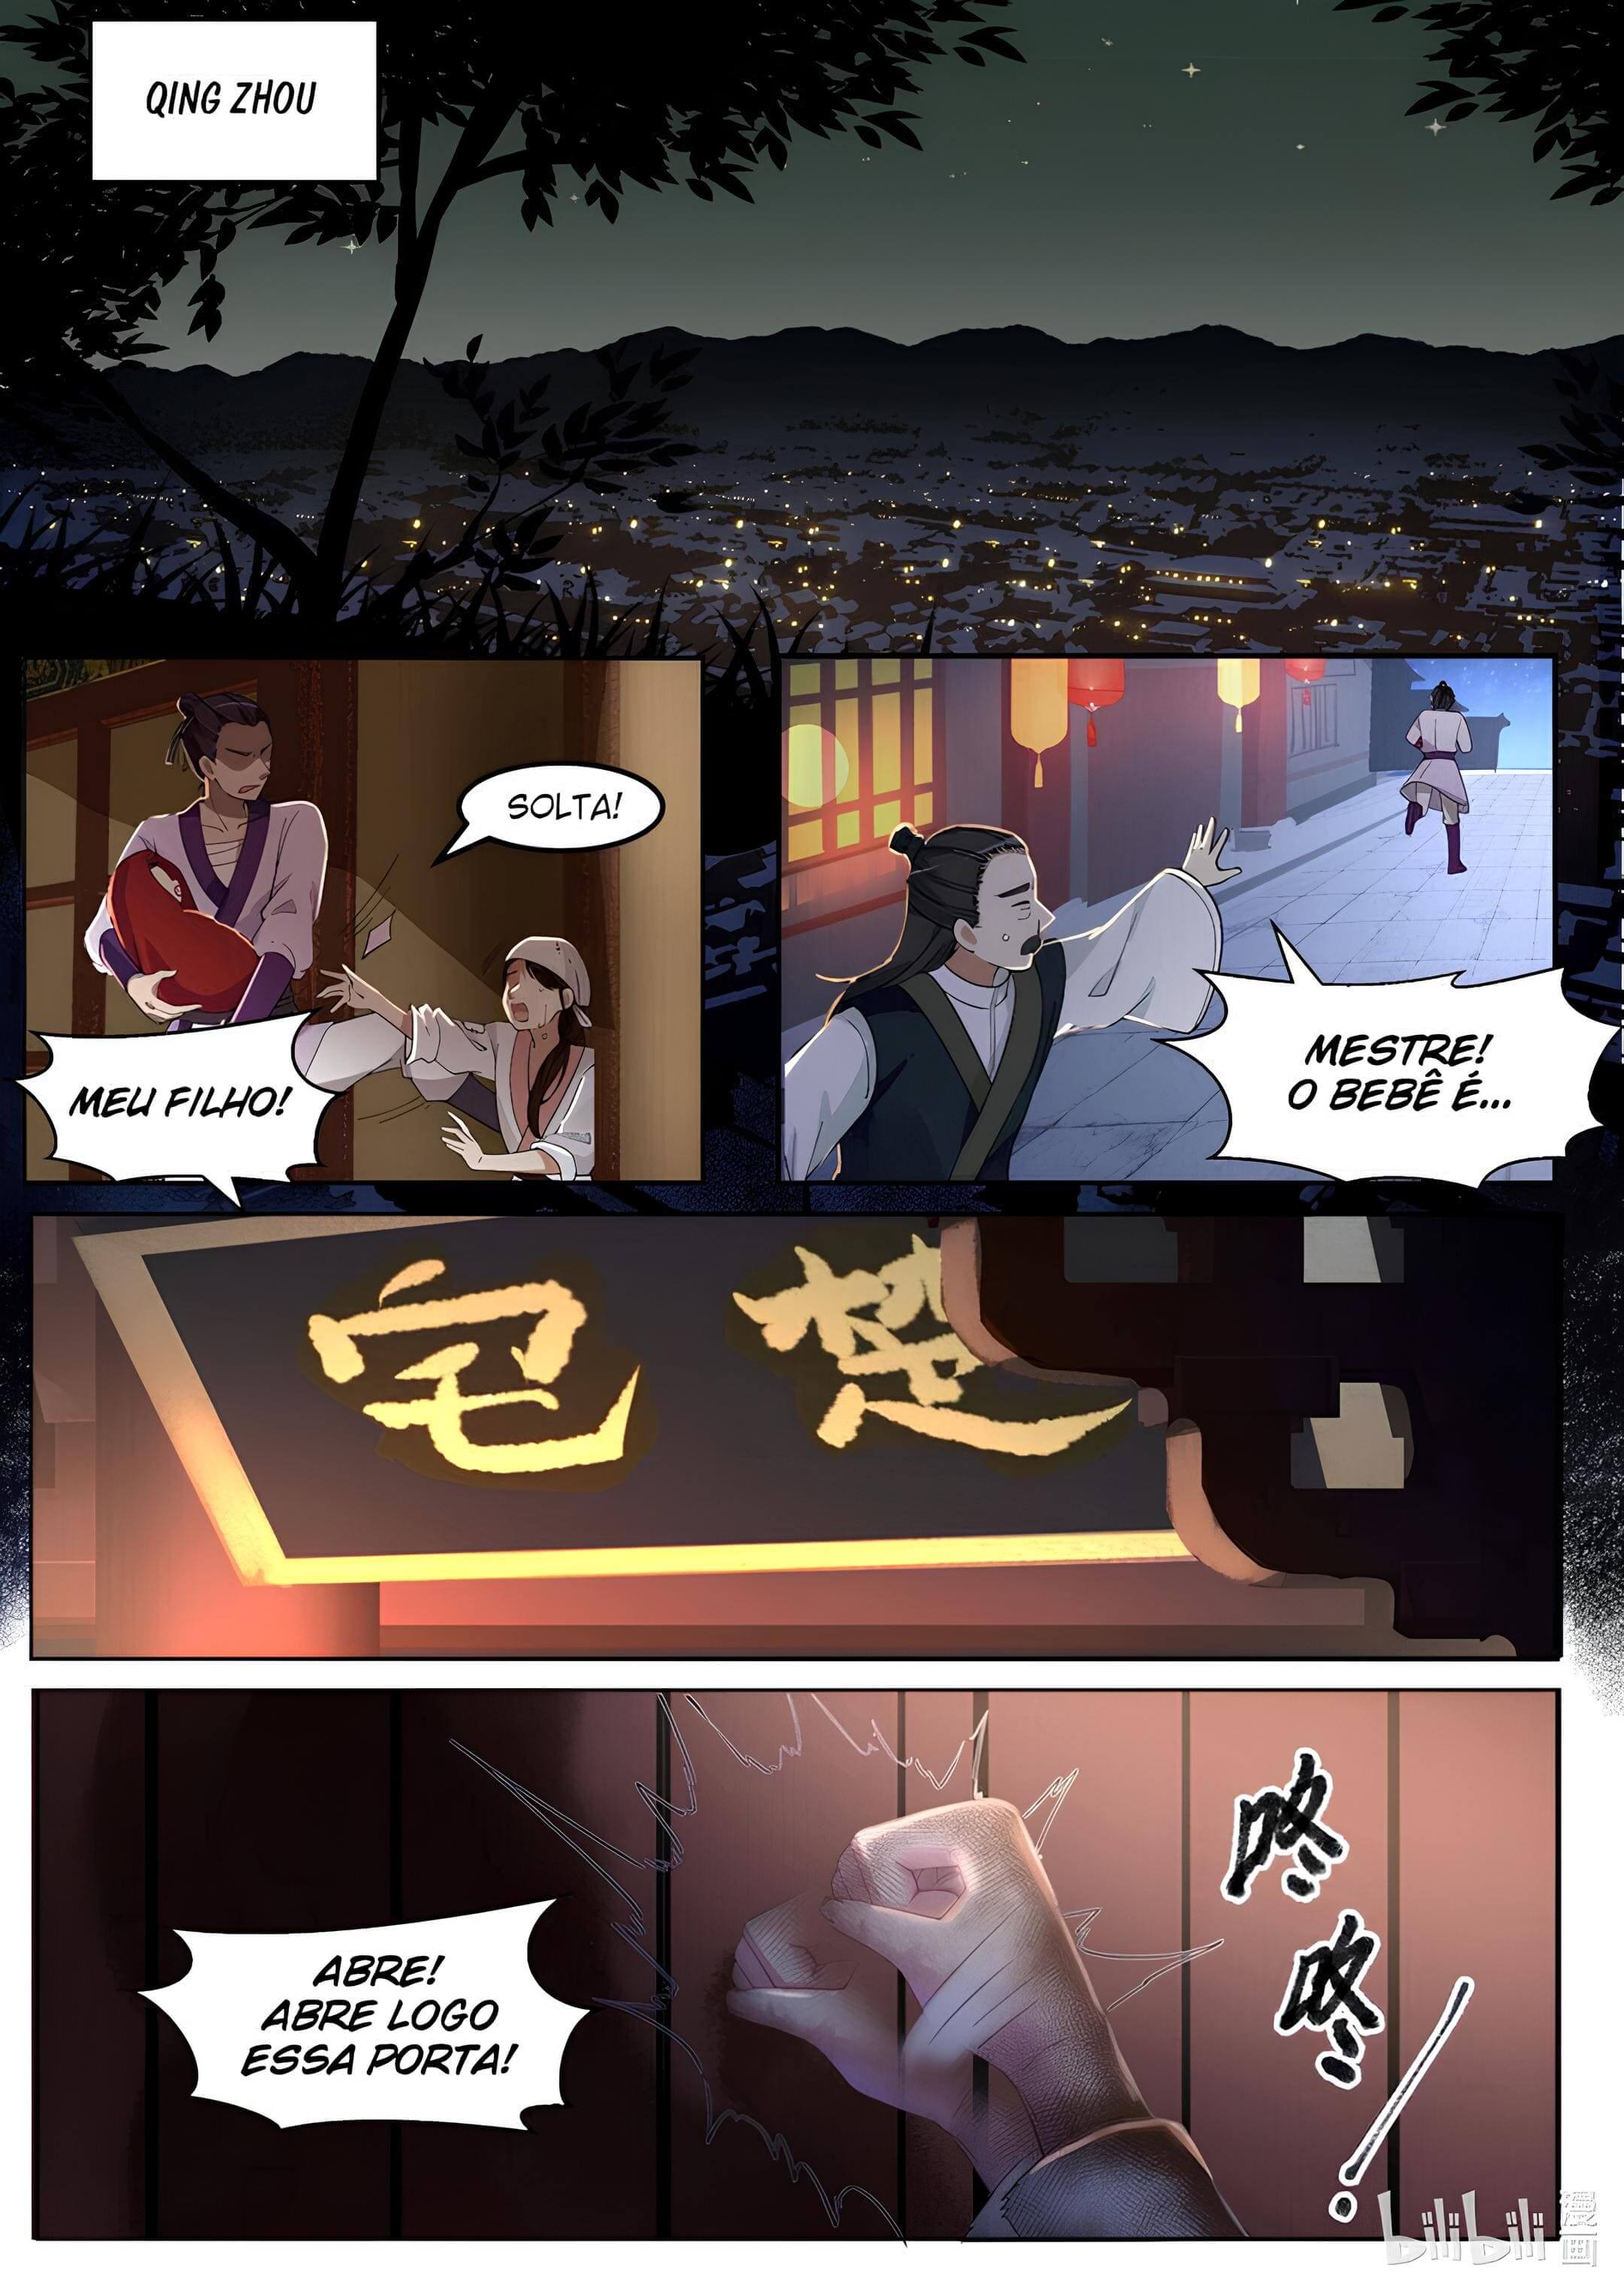 QING ZHOU
SOLTA!
MEU FILHO!
MESTRE!
O BEBÊ É...
楚宅
咚
咚!
ABRE!
ABRE LOGO
ESSA PORTA!
bilibili
漫画